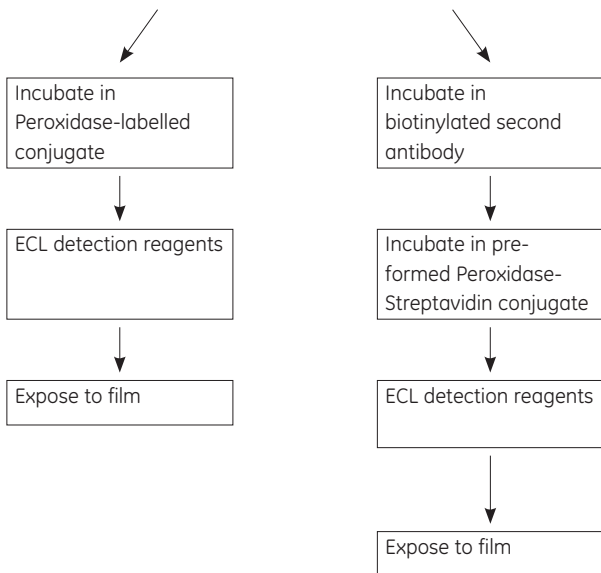 Incubate in
Peroxidase-labelled
conjugate
ECL detection reagents
Expose to film
Incubate in
biotinylated second
antibody
Incubate in pre-
formed Peroxidase-
Streptavidin conjugate
ECL detection reagents
Expose to film